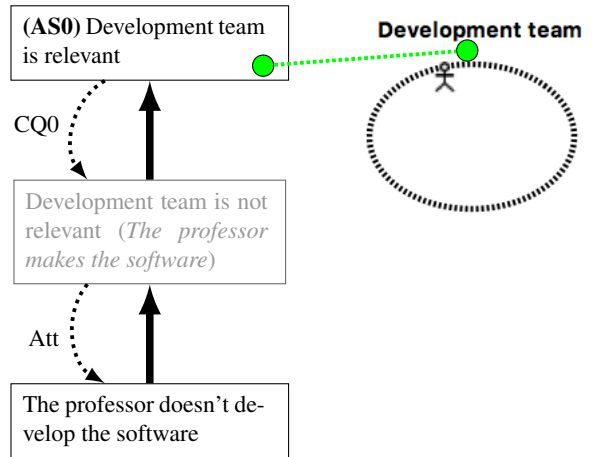 (AS0) Development team
is relevant
Development team
CQ0
Development team is not
relevant (The professor
makes the software)
Att
The professor doesn't de-
velop the software